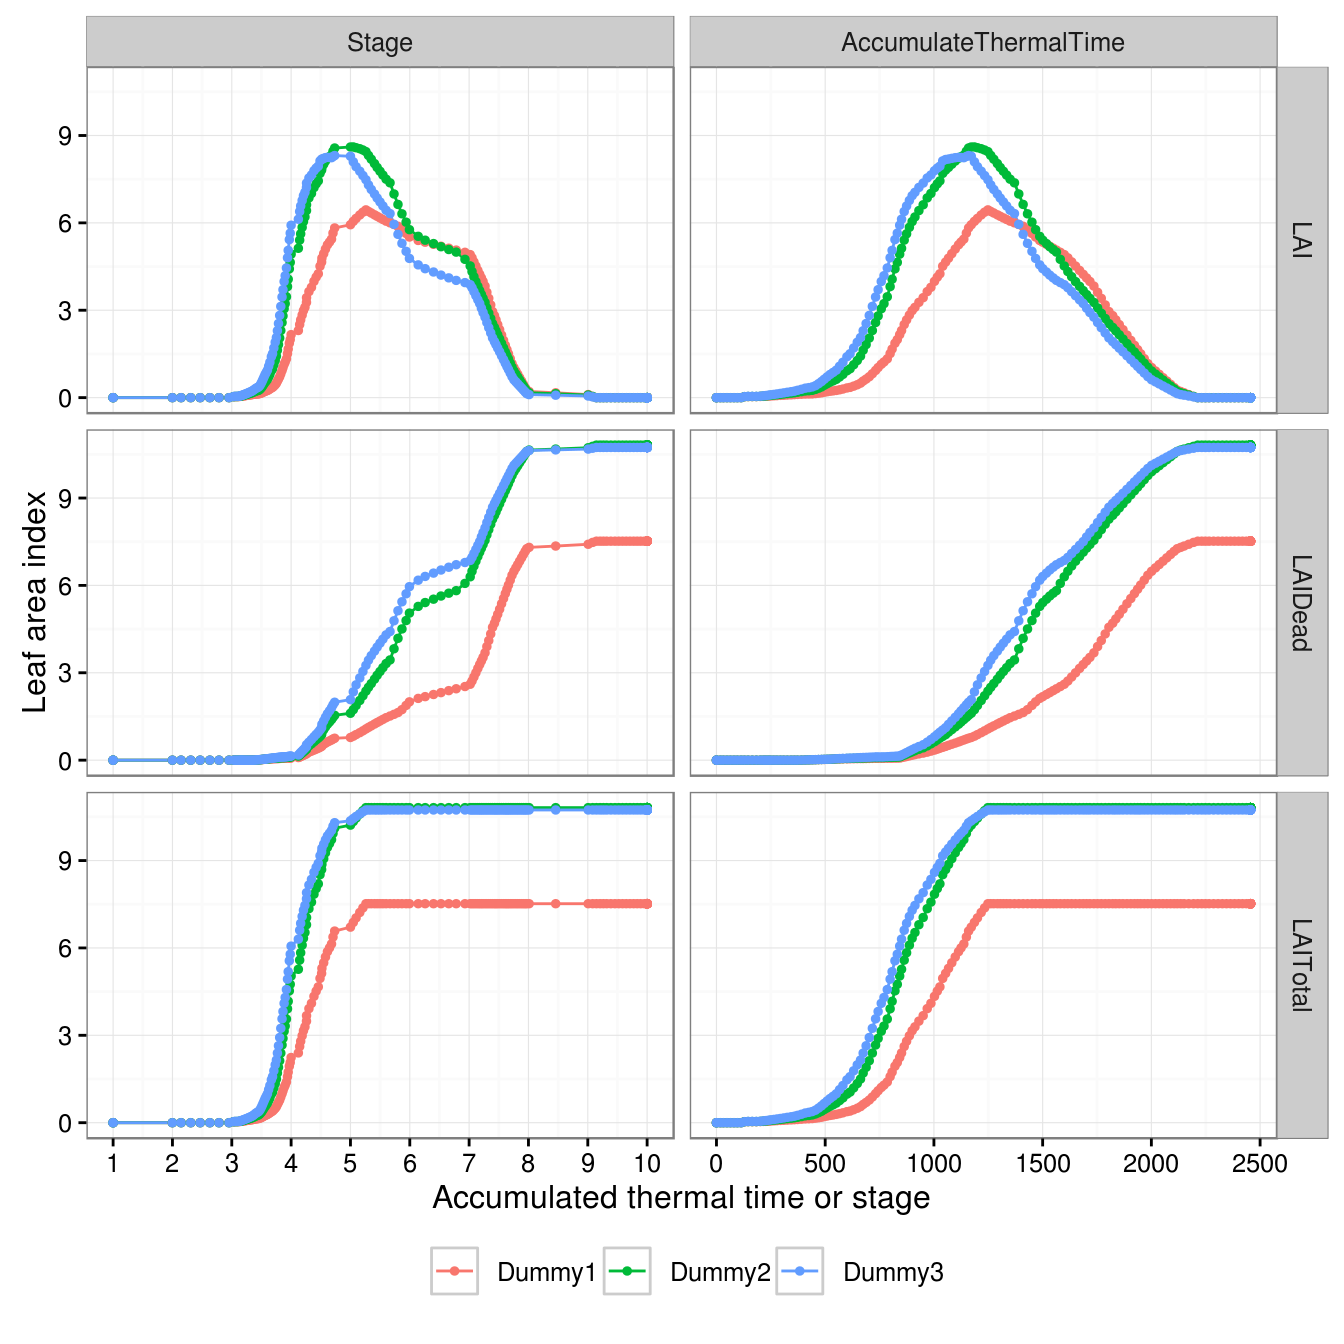 Stage AccumulateThermalTime
9
6
3
0
LAI
9
6
3
0
LAIDead
9
6
3
0
LAITotal
Leaf area index
1 2 3 4 5 6 7 8 9 10 0 500 1000 1500 2000 2500
Accumulated thermal time or stage
Dummy1 Dummy2 Dummy3